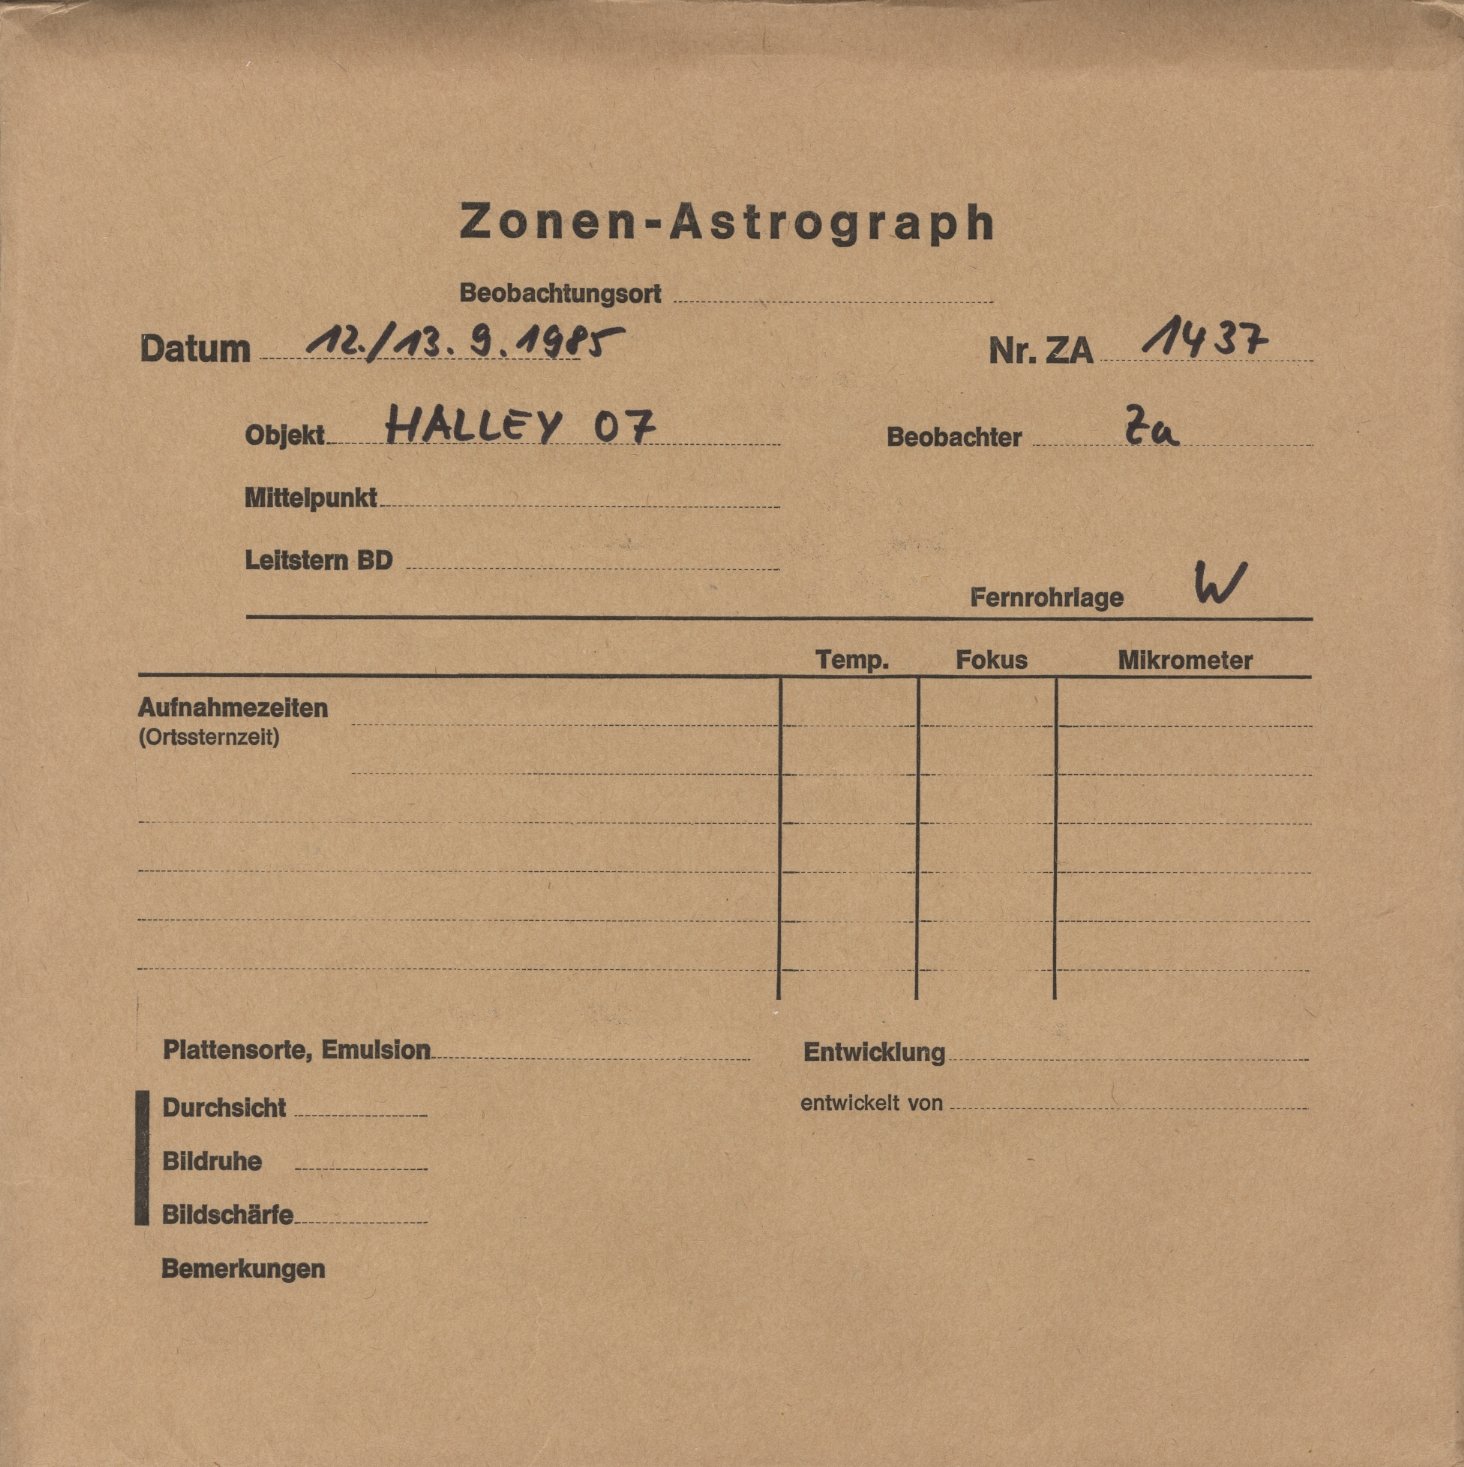 Zonen-Astrograph
Beobachtungsort
Datum 12./13. 9. 1985 Nr. ZA 1437
Objekt HALLEY 07 Beobachter Za
Mittelpunkt
Leitstern BD
Fernrohrlage W
Temp. Fokus Mikrometer
Aufnahmezeiten
(Ortssternzeit)
Plattensorte, Emulsion Entwicklung
Durchsicht entwickelt von
Bildruhe
Bildschärfe
Bemerkungen